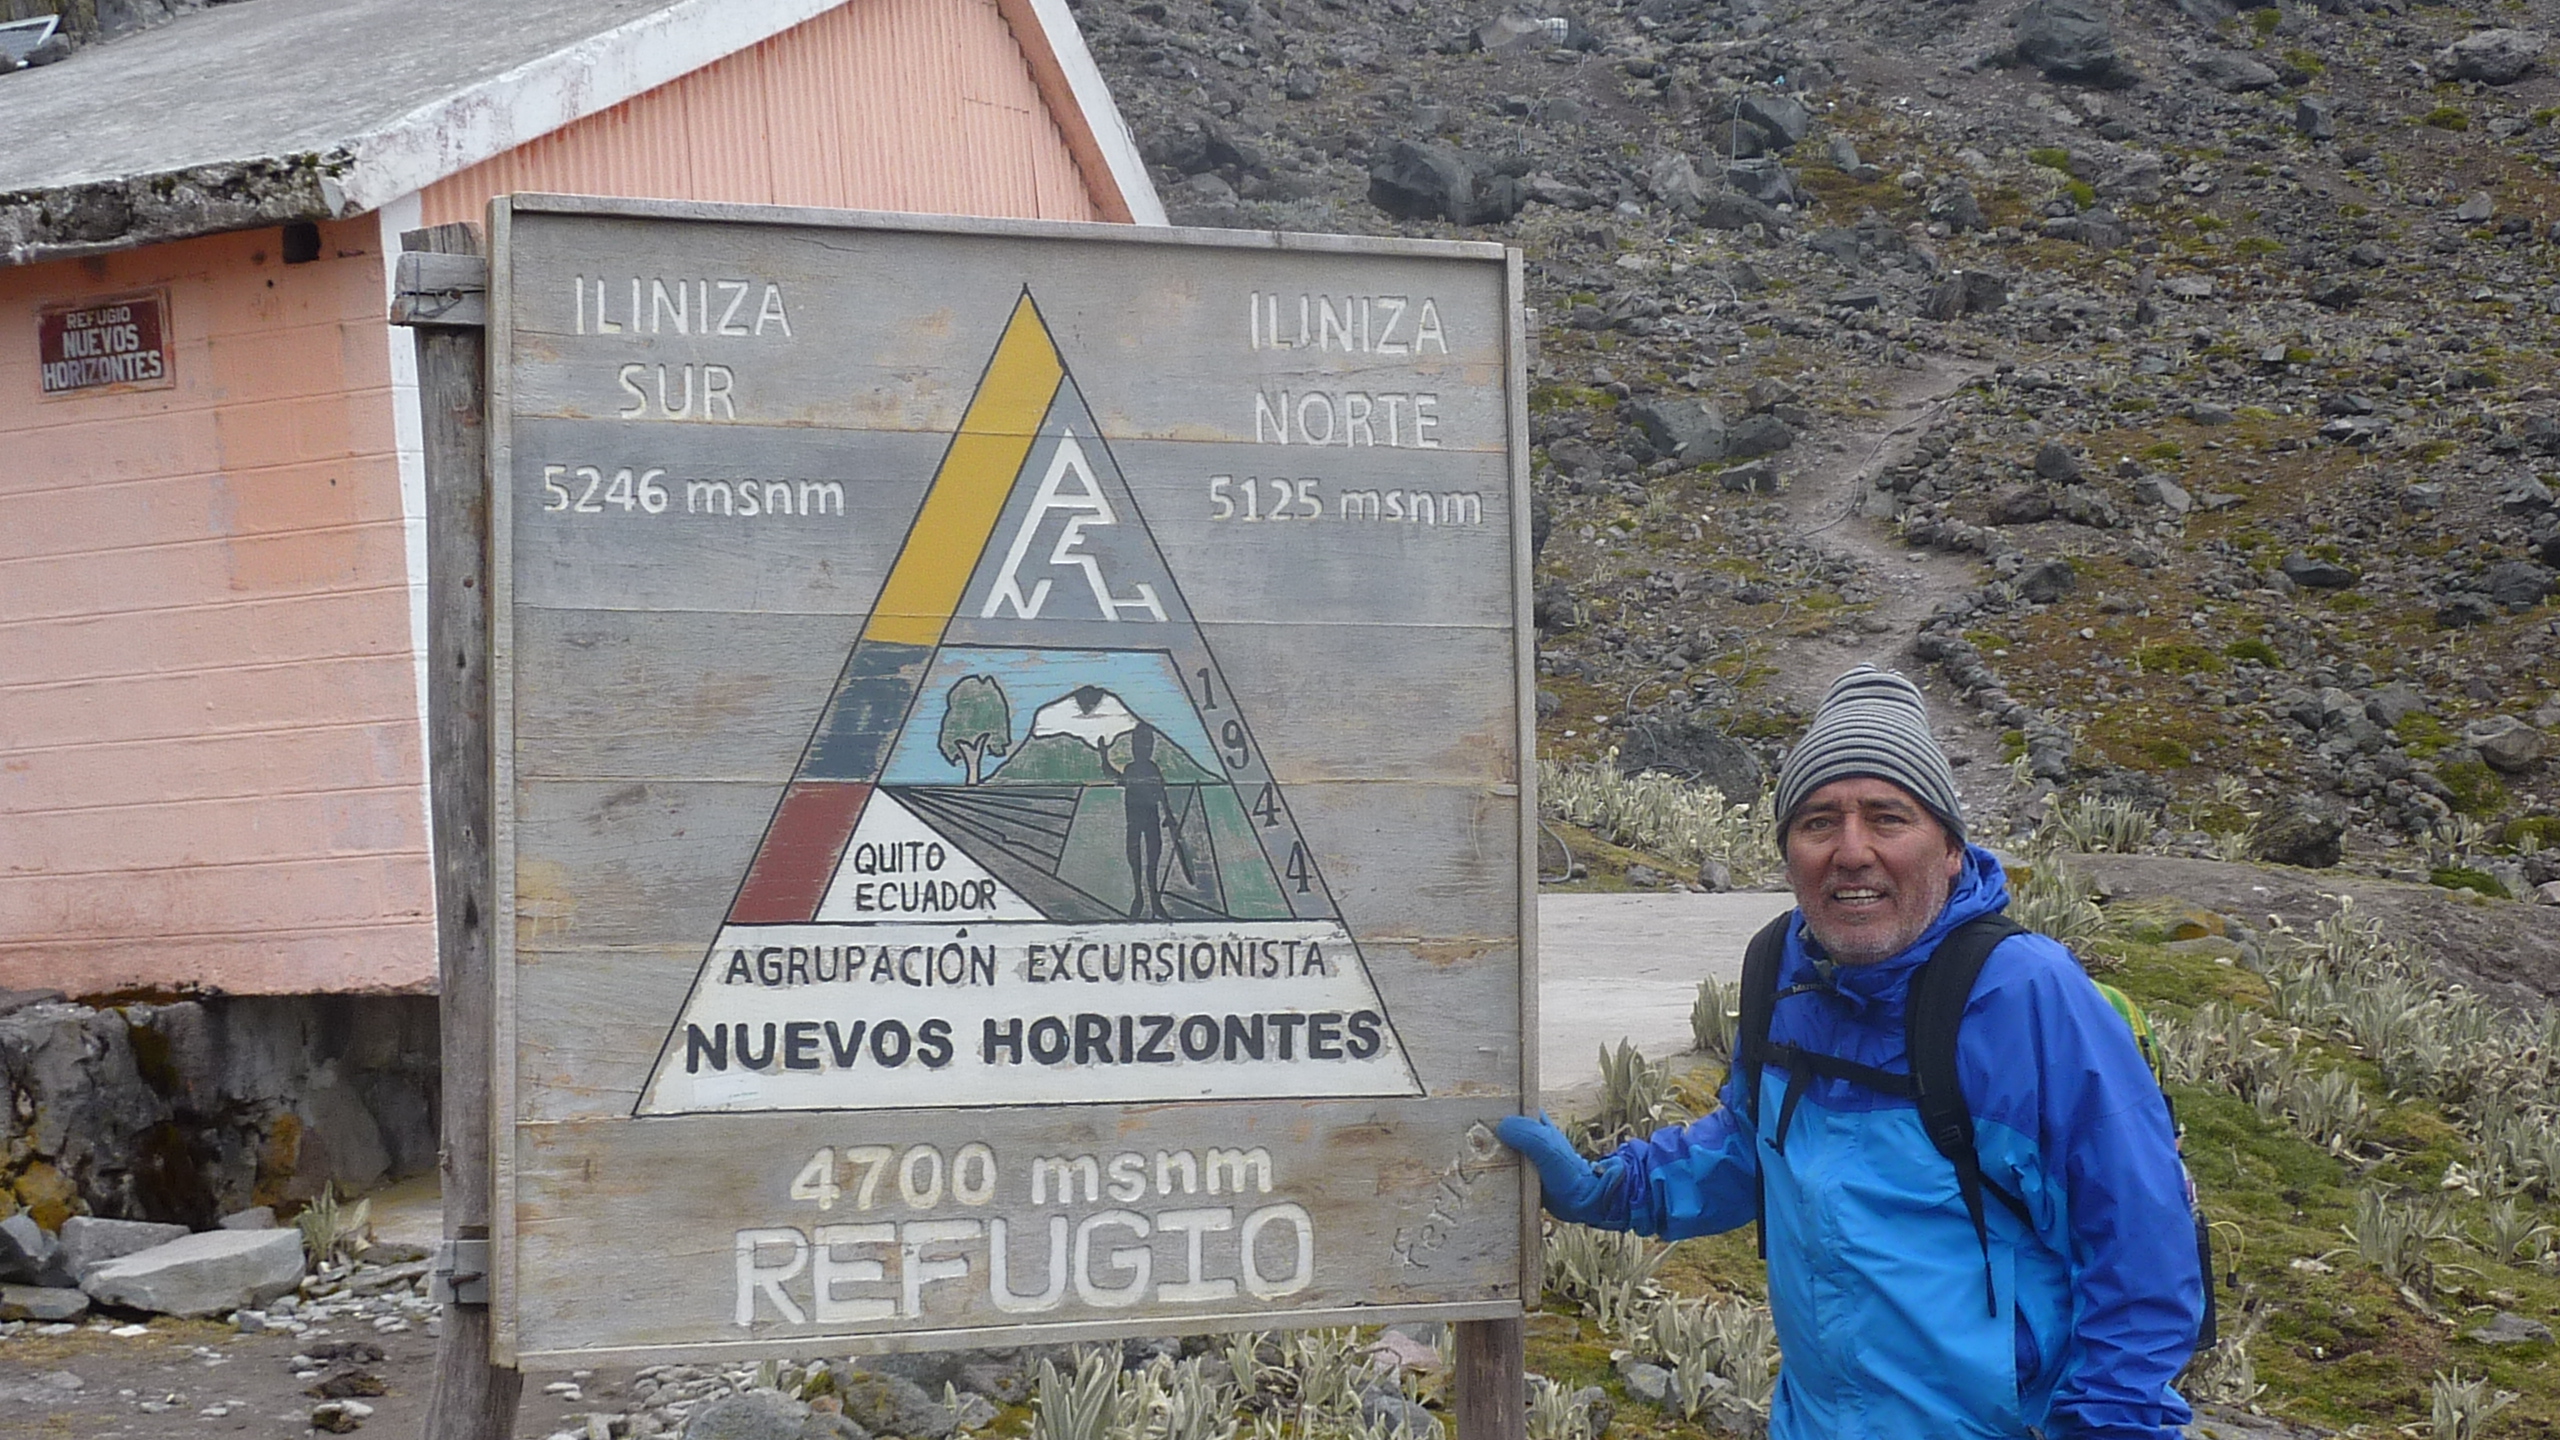 REFUGIO
NUEVOS
HORIZONTES
ILINIZA
SUR
5246 msnm
ILINIZA
NORTE
5125 msnm
AENH
1944
QUITO
ECUADOR
AGRUPACIÓN EXCURSIONISTA
NUEVOS HORIZONTES
4700 msnm
REFUGIO